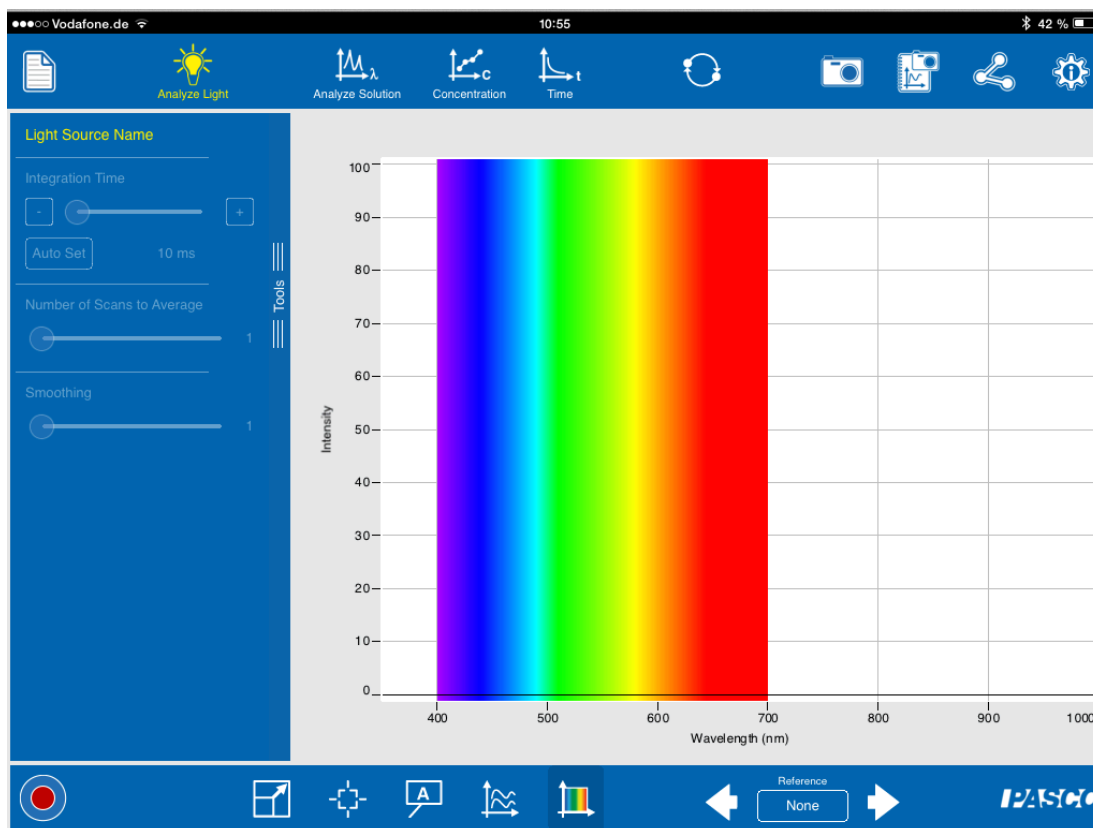 Vodafone.de 10:55 42 %
Analyze Light Analyze Solution Concentration Time
λ c t
Light Source Name
Integration Time
- +
Auto Set 10 ms
Number of Scans to Average
1
Smoothing
1
Tools
Intensity
100
90
80
70
60
50
40
30
20
10
0
400 500 600 700 800 900 1000
Wavelength (nm)
A
Reference
None
PASCO